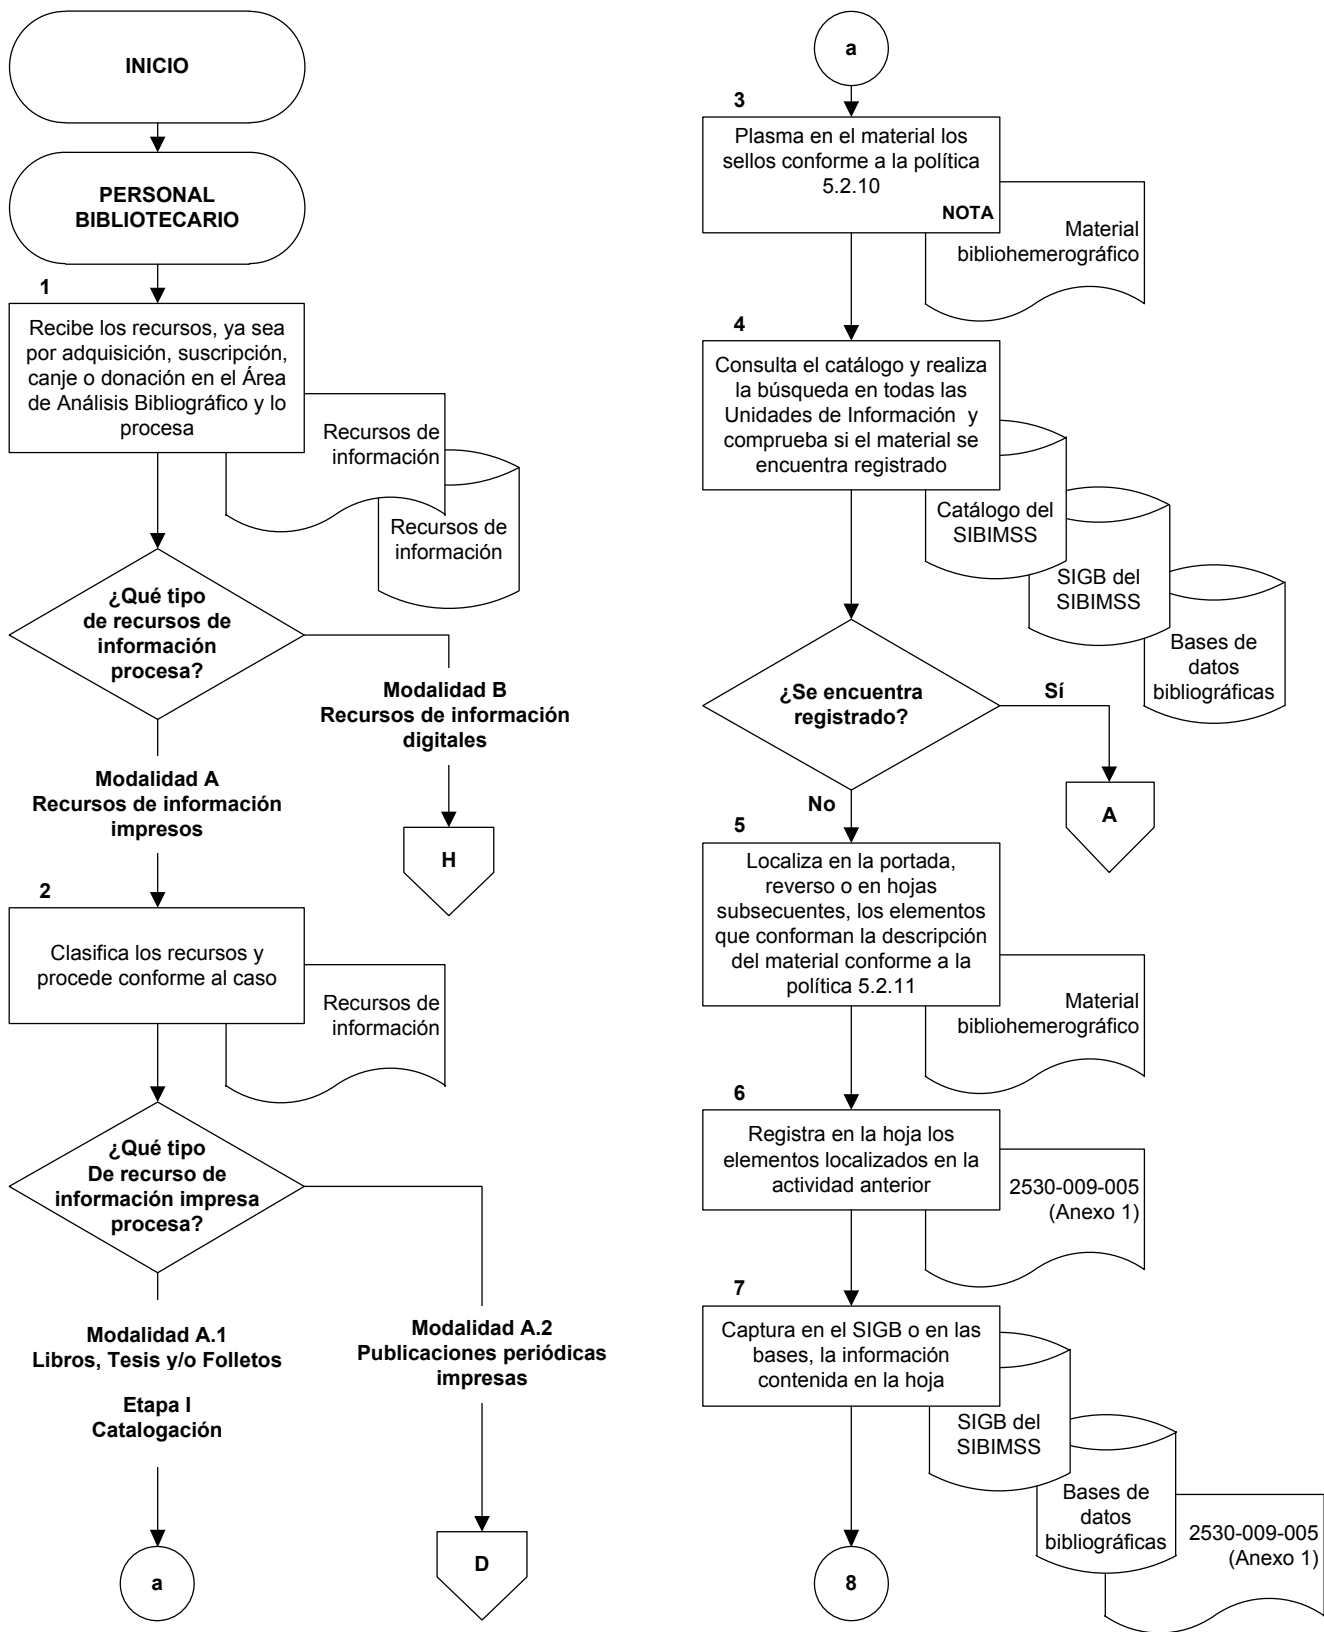 INICIO
PERSONAL
BIBLIOTECARIO
1
Recibe los recursos, ya sea
por adquisición, suscripción,
canje o donación en el Área
de Análisis Bibliográfico y lo
procesa
Recursos de
información
Recursos de
información
¿Qué tipo
de recursos de
información
procesa?
Modalidad B
Recursos de información
digitales
H
Modalidad A
Recursos de información
impresos
2
Clasifica los recursos y
procede conforme al caso
Recursos de
información
¿Qué tipo
De recurso de
información impresa
procesa?
Modalidad A.1
Libros, Tesis y/o Folletos
Etapa I
Catalogación
a
Modalidad A.2
Publicaciones periódicas
impresas
D
a
3
Plasma en el material los
sellos conforme a la política
5.2.10
NOTA
Material
bibliohemerográfico
4
Consulta el catálogo y realiza
la búsqueda en todas las
Unidades de Información y
comprueba si el material se
encuentra registrado
Catálogo del
SIBIMSS
SIGB del
SIBIMSS
Bases de
datos
bibliográficas
¿Se encuentra
registrado?
Sí
A
No
5
Localiza en la portada,
reverso o en hojas
subsecuentes, los elementos
que conforman la descripción
del material conforme a la
política 5.2.11
Material
bibliohemerográfico
6
Registra en la hoja los
elementos localizados en la
actividad anterior
2530-009-005
(Anexo 1)
7
Captura en el SIGB o en las
bases, la información
contenida en la hoja
SIGB del
SIBIMSS
Bases de
datos
bibliográficas
2530-009-005
(Anexo 1)
8